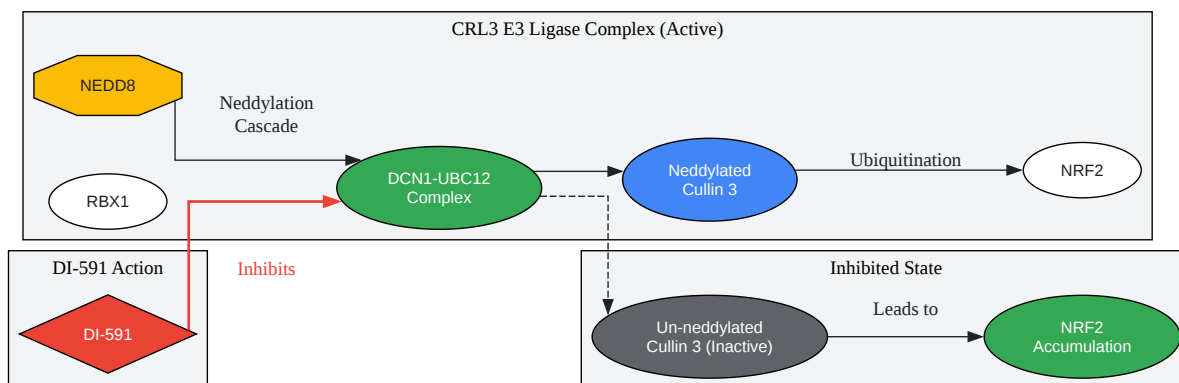 CRL3 E3 Ligase Complex (Active)
NEDD8
Neddylation
Cascade
DCN1-UBC12
Complex
Neddylated
Cullin 3
Ubiquitination
NRF2
RBX1
DI-591 Action
Inhibits
DI-591
Inhibited State
Un-neddylated
Cullin 3 (Inactive)
Leads to
NRF2
Accumulation